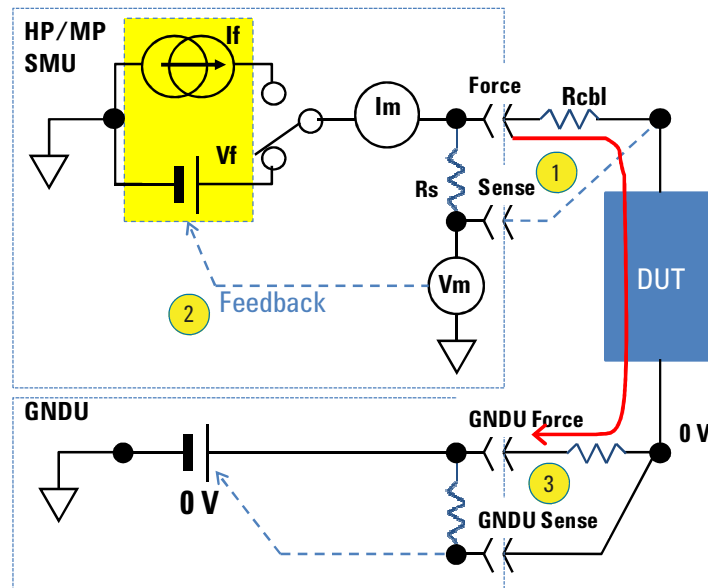 HP/MP
SMU
If
Vf
Im
Force
Rcbl
Rs
Sense
1
Vm
2
Feedback
DUT
GNDU
0 V
GNDU Force
0 V
3
GNDU Sense